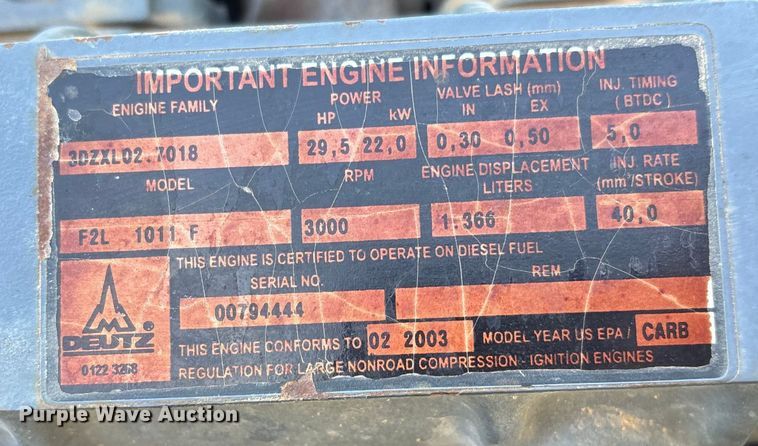 IMPORTANT ENGINE INFORMATION
ENIGINE FAMILY
POWER
HP kW
VALVE LASH (mm)
IN EX
INJ. TIMING
(BTDC)
3DZXL02.7018
29,5 22,0
0,30 0,50
5,0
MODEL
RPM
ENGINE DISPLACEMENT
LITERS
INJ. RATE
(mm³/STROKE)
F2L 1011 F
3000
1.366
40,0
THIS ENGINE IS CERTIFIED TO OPERATE ON DIESEL FUEL
SERIAL NO.
REM
00794444
DEUTZ ®
0122 3268
THIS ENGINE CONFORMS TO 02 2003 MODEL YEAR US EPA / CARB
REGULATION FOR LARGE NONROAD COMPRESSION - IGNITION ENGINES
Purple Wave Auction